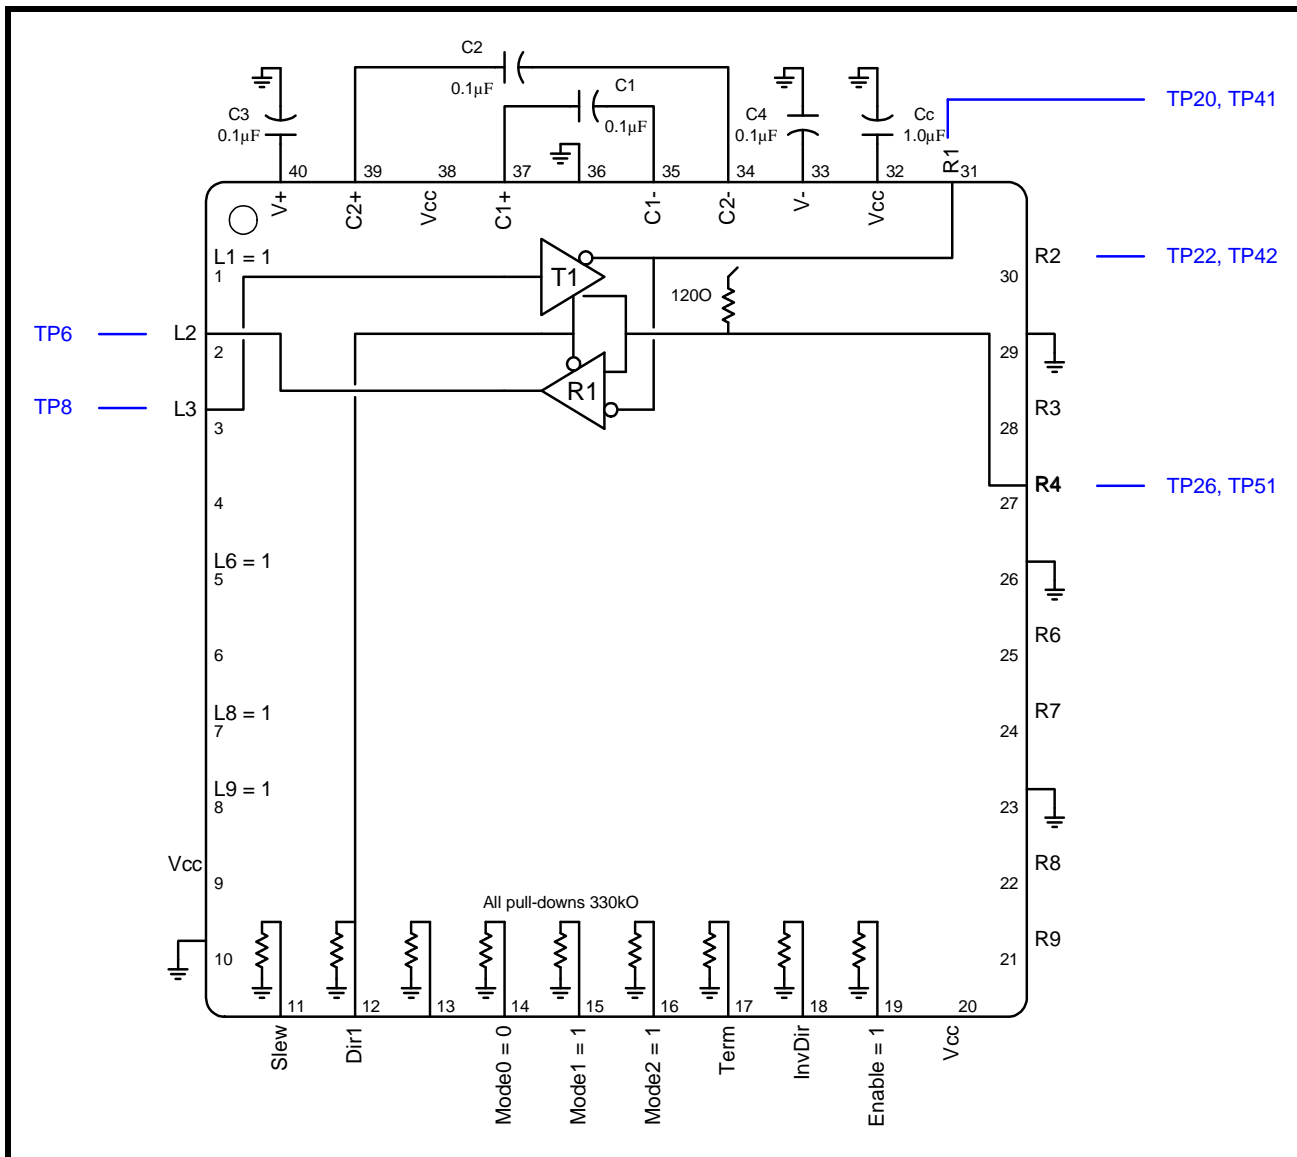 C2
0.1µF
C1
0.1µF
C3
0.1µF
C4
0.1µF
Cc
1.0µF
R1
TP20, TP41
40
39
38
37
36
35
34
33
32
31
V+
C2+
Vcc
C1+
C1-
C2-
V-
Vcc
L1 = 1
1
T1
120O
30
R2
TP22, TP42
TP6
L2
2
29
R1
TP8
L3
3
28
R3
4
27
R4
TP26, TP51
L6 = 1
5
26
6
25
R6
L8 = 1
7
24
R7
L9 = 1
8
23
Vcc
9
22
R8
All pull-downs 330kO
10
21
R9
11
12
13
14
15
16
17
18
19
20
Slew
Dir1
Mode0 = 0
Mode1 = 1
Mode2 = 1
Term
InvDir
Enable = 1
Vcc